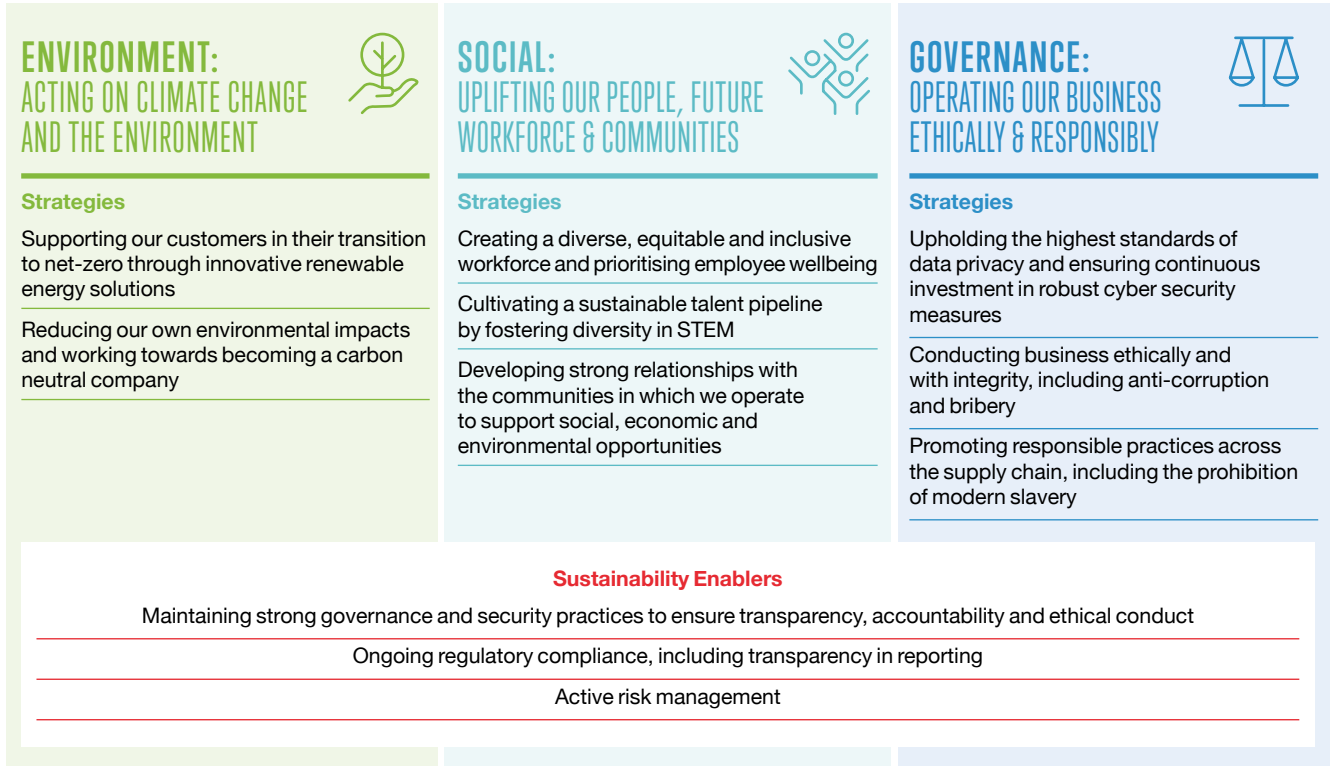 ENVIRONMENT:
ACTING ON CLIMATE CHANGE
AND THE ENVIRONMENT
Strategies
Supporting our customers in their transition
to net-zero through innovative renewable
energy solutions
Reducing our own environmental impacts
and working towards becoming a carbon
neutral company
SOCIAL:
UPLIFTING OUR PEOPLE, FUTURE
WORKFORCE & COMMUNITIES
Strategies
Creating a diverse, equitable and inclusive
workforce and prioritising employee wellbeing
Cultivating a sustainable talent pipeline
by fostering diversity in STEM
Developing strong relationships with
the communities in which we operate
to support social, economic and
environmental opportunities
GOVERNANCE:
OPERATING OUR BUSINESS
ETHICALLY & RESPONSIBLY
Strategies
Upholding the highest standards of
data privacy and ensuring continuous
investment in robust cyber security
measures
Conducting business ethically and
with integrity, including anti-corruption
and bribery
Promoting responsible practices across
the supply chain, including the prohibition
of modern slavery
Sustainability Enablers
Maintaining strong governance and security practices to ensure transparency, accountability and ethical conduct
Ongoing regulatory compliance, including transparency in reporting
Active risk management